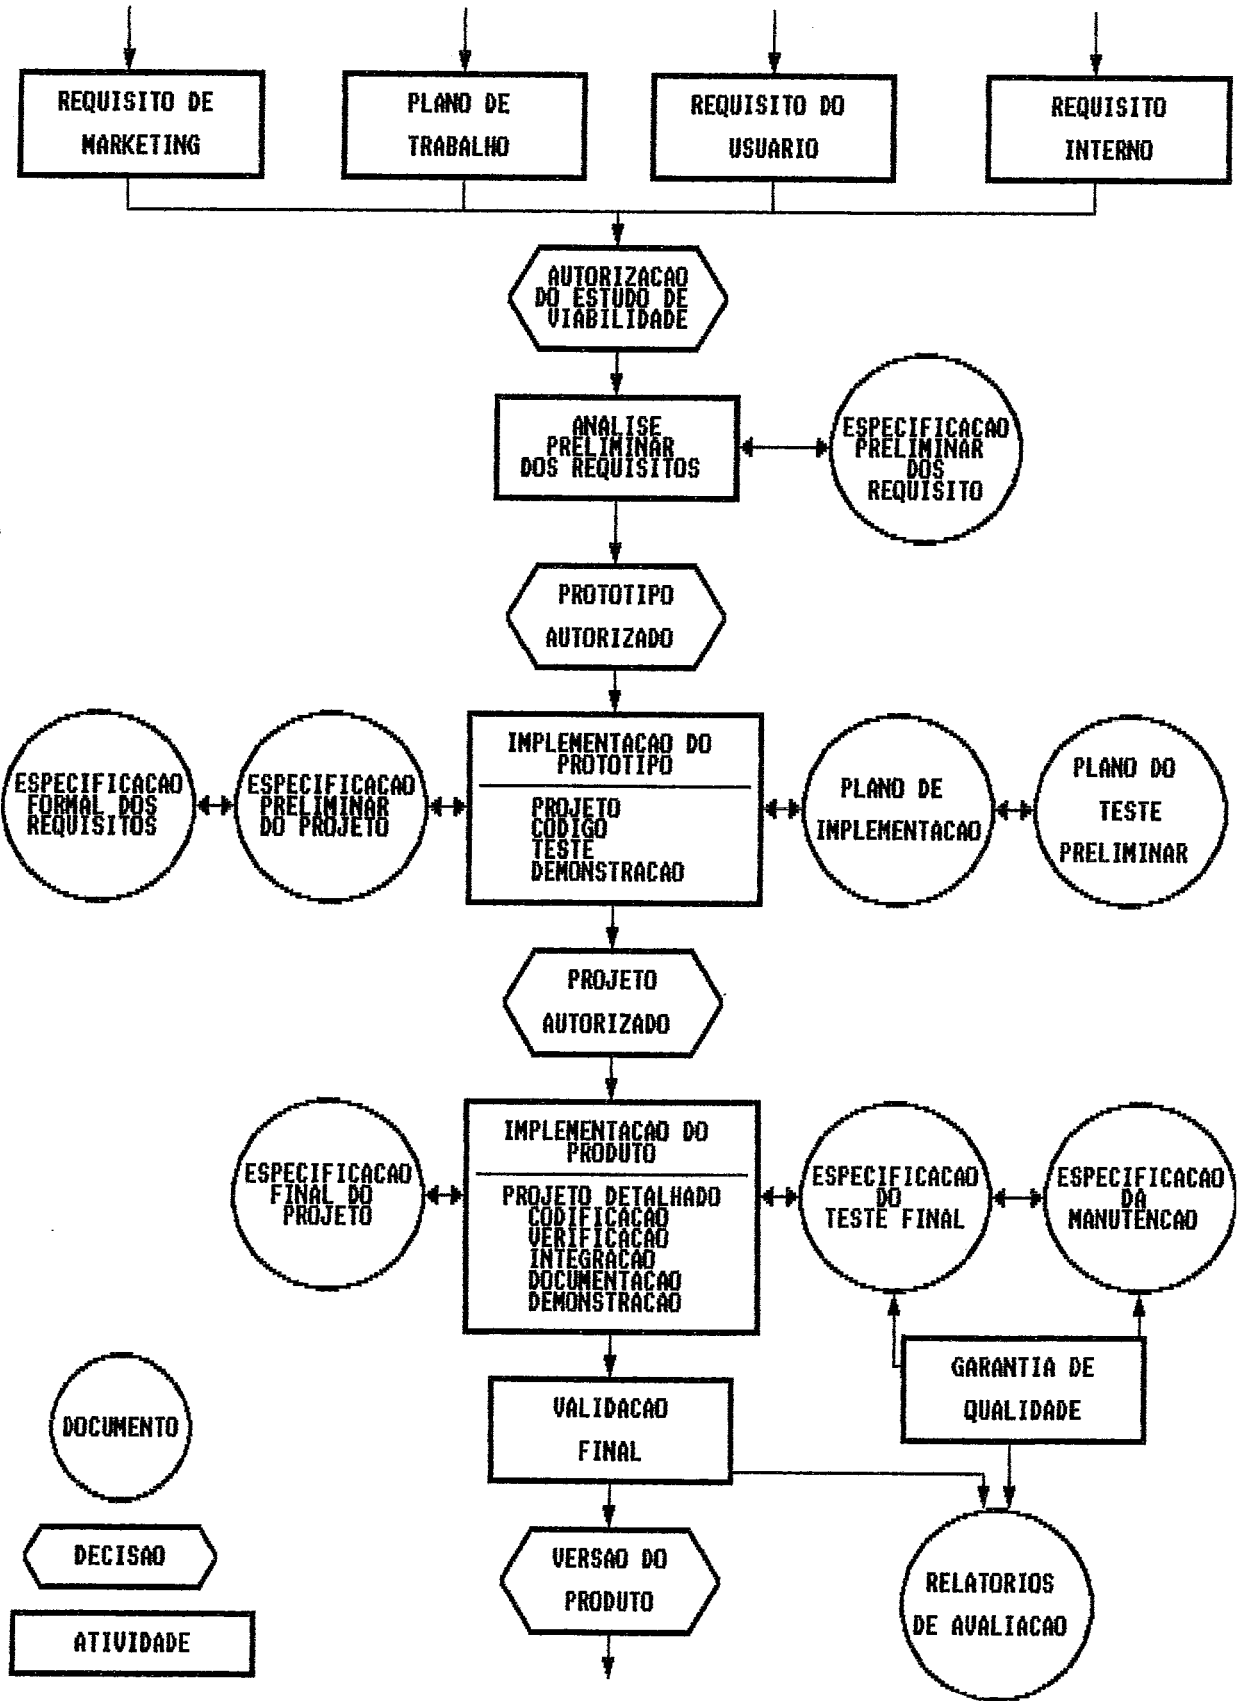 REQUISITO DE
MARKETING
PLANO DE
TRABALHO
REQUISITO DO
USUARIO
REQUISITO
INTERNO
AUTORIZACAO
DO ESTUDO DE
VIABILIDADE
ANALISE
PRELIMINAR
DOS REQUISITOS
ESPECIFICACAO
PRELIMINAR
DOS
REQUISITO
PROTOTIPO
AUTORIZADO
ESPECIFICACAO
FORMAL DOS
REQUISITOS
ESPECIFICACAO
PRELIMINAR
DO PROJETO
IMPLEMENTACAO DO
PROTOTIPO
PROJETO
CODIGO
TESTE
DEMONSTRACAO
PLANO DE
IMPLEMENTACAO
PLANO DO
TESTE
PRELIMINAR
PROJETO
AUTORIZADO
ESPECIFICACAO
FINAL DO
PROJETO
IMPLEMENTACAO DO
PRODUTO
PROJETO DETALHADO
CODIFICACAO
VERIFICACAO
INTEGRACAO
DOCUMENTACAO
DEMONSTRACAO
ESPECIFICACAO
DO
TESTE FINAL
ESPECIFICACAO
DA
MANUTENCAO
GARANTIA DE
QUALIDADE
VALIDACAO
FINAL
VERSAO DO
PRODUTO
RELATORIOS
DE AVALIACAO
DOCUMENTO
DECISAO
ATIVIDADE